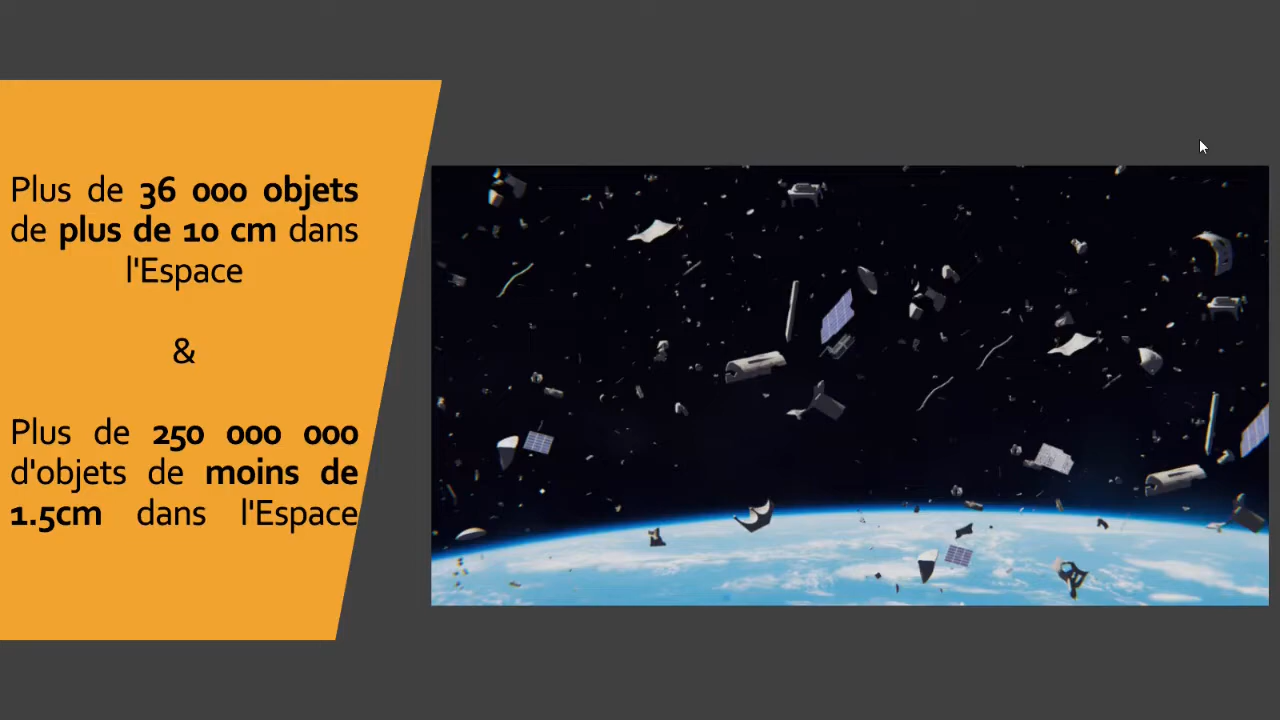 Plus de 36 000 objets
de plus de 10 cm dans
l'Espace
&
Plus de 250 000 000
d'objets de moins de
1.5cm dans l'Espace